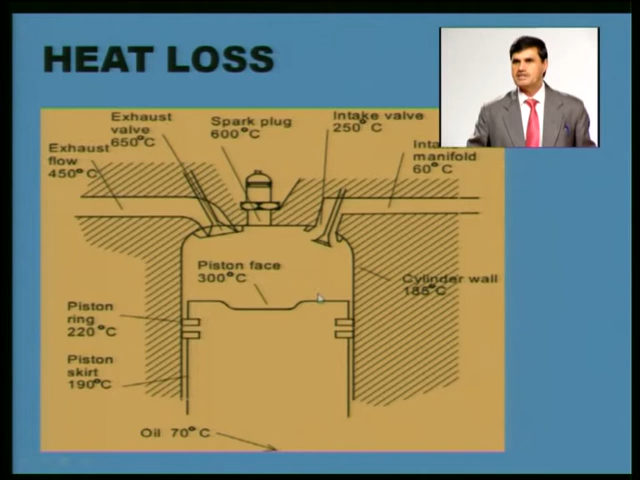 HEAT LOSS
Exhaust
valve
650°C
Spark plug
600°C
Intake valve
250°C
Exhaust
flow
450°C
manifold
60°C
Piston face
300°C
Cylinder wall
185°C
Piston
ring
220°C
Piston
skirt
190°C
Oil 70°C